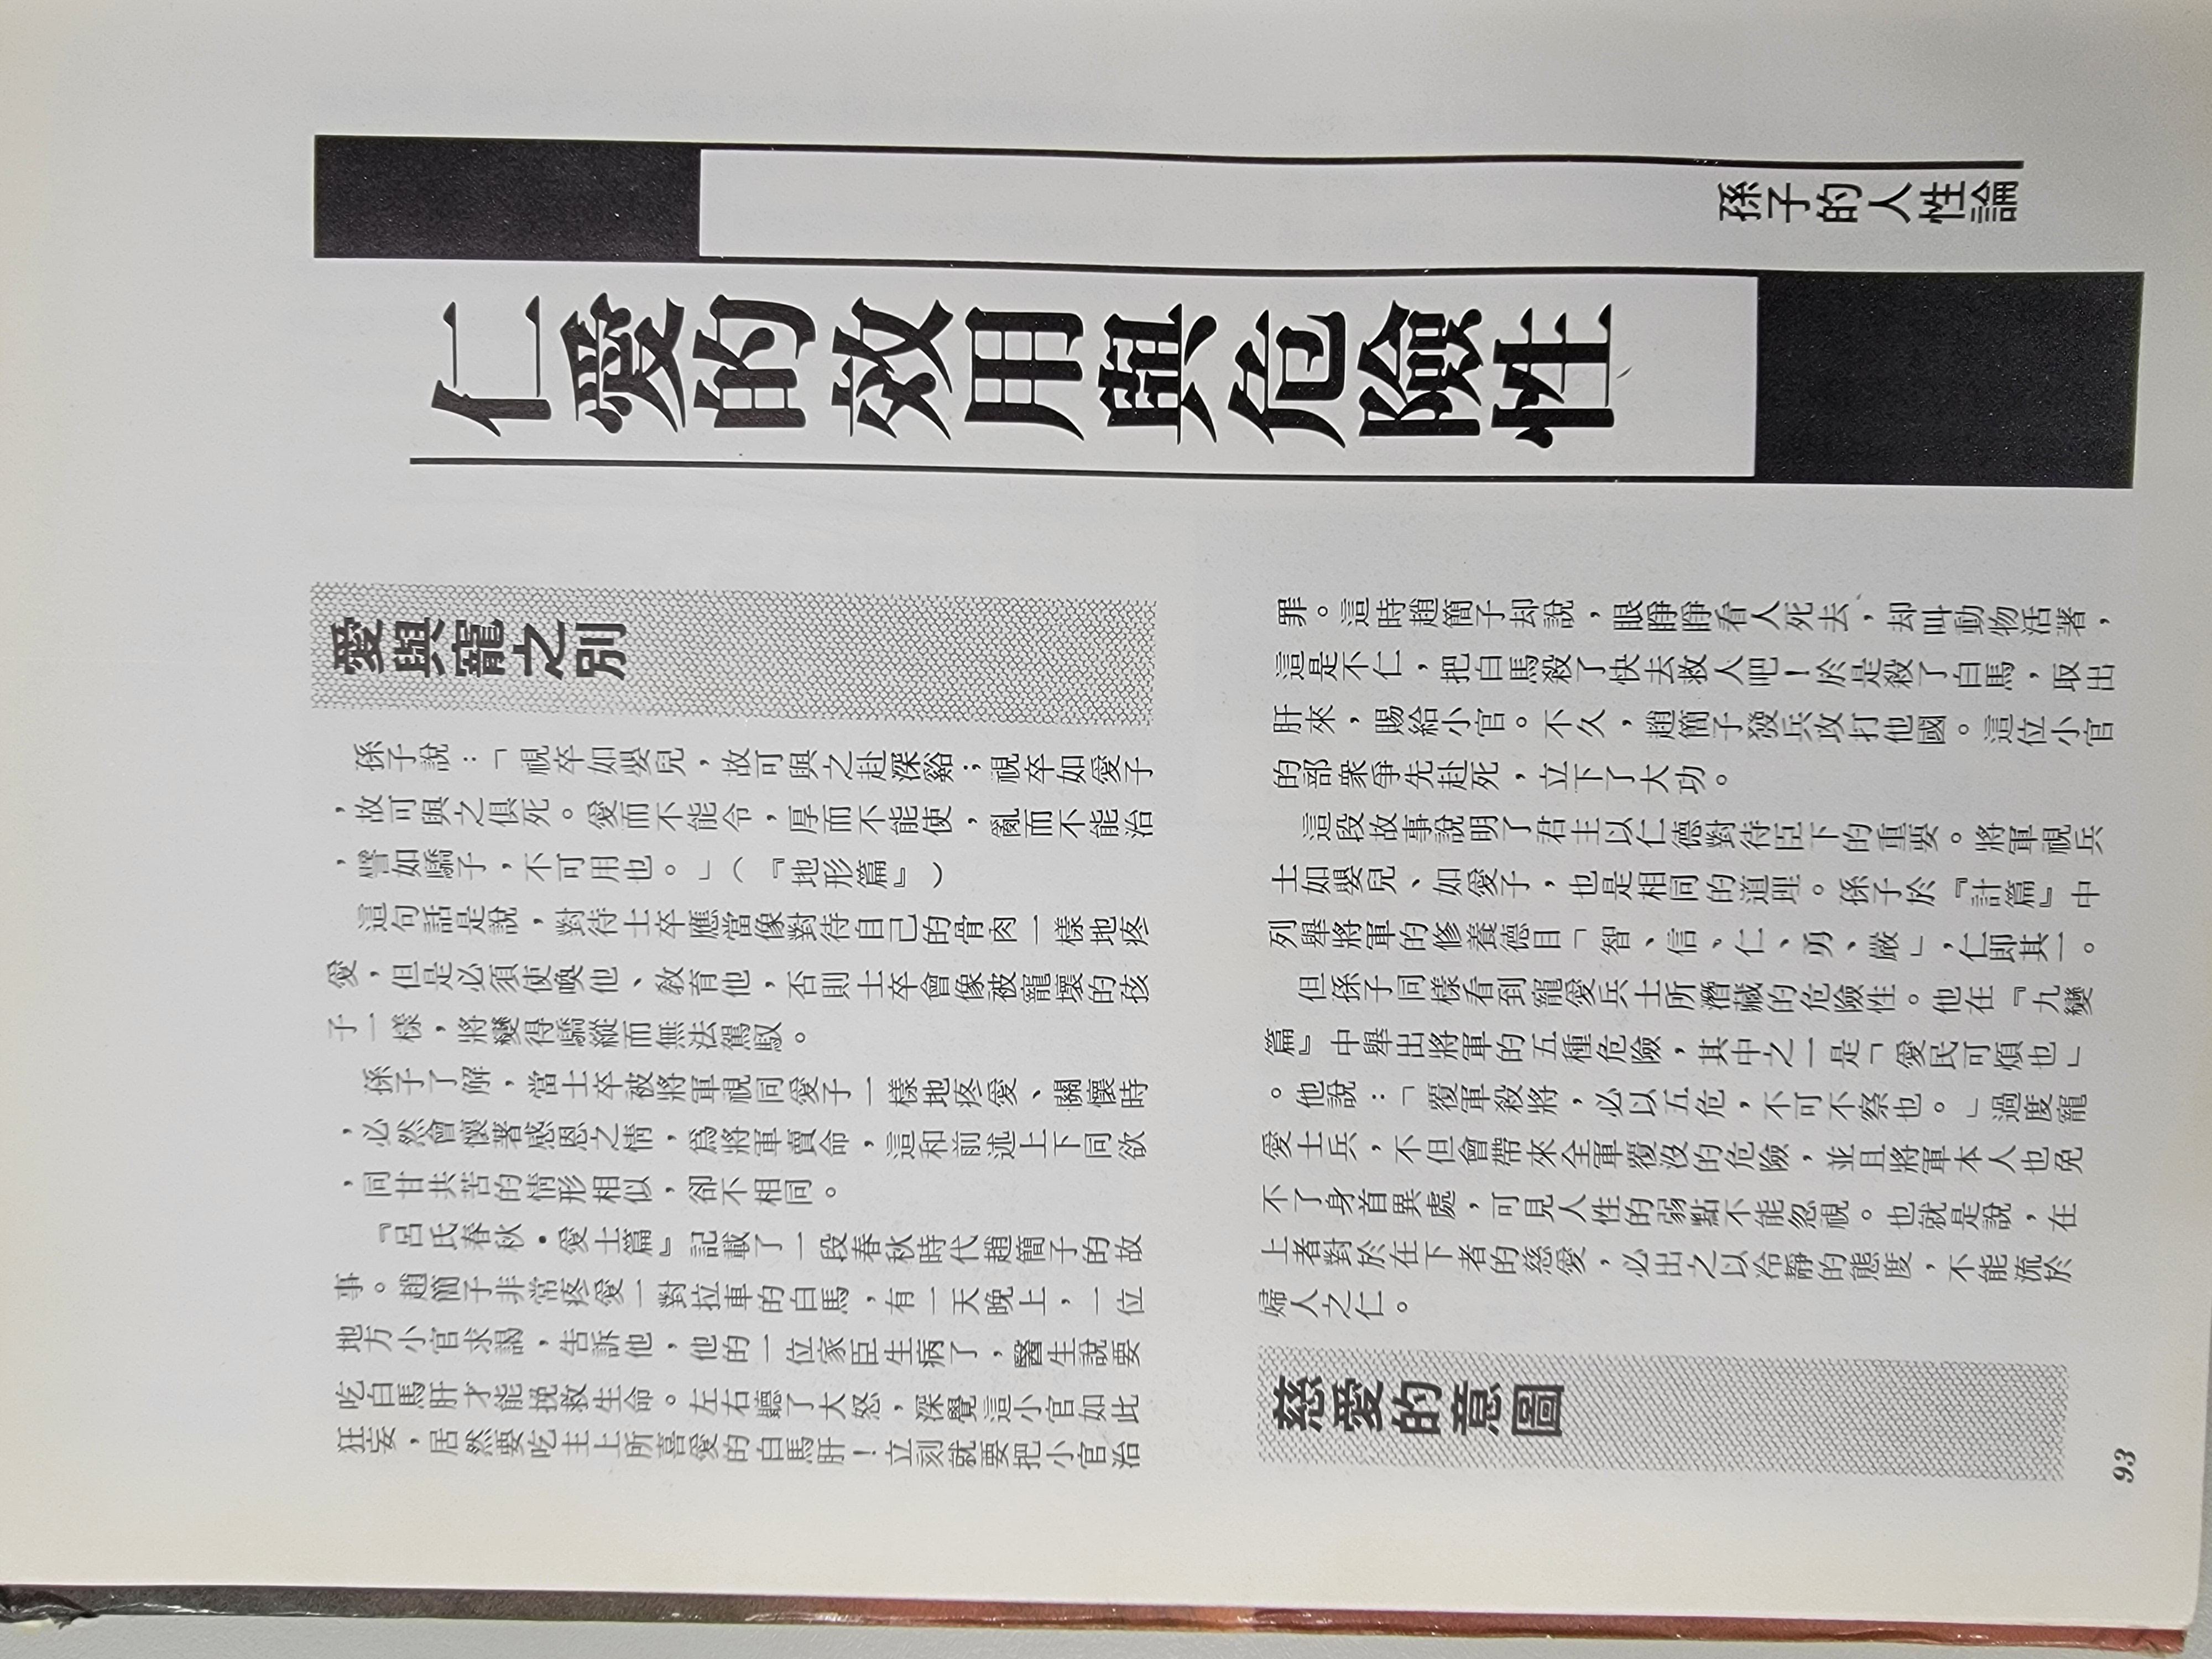 孫子的人性論
仁愛的效用與危險性
愛與寵之別
孫子說：「視卒如嬰兒，故可與之赴深谿；視卒如愛子
，故可與之俱死。愛而不能令，厚而不能使，亂而不能治
，譬如驕子，不可用也。」（『地形篇』）
這句話是說，對待士卒應當像對待自己的骨肉一樣地疼
愛，但是必須使喚他、教育他，否則士卒會像被寵壞的孩
子一樣，將變得驕縱而無法駕馭。
孫子了解，當士卒被將軍視同愛子一樣地疼愛、關懷時
，必然會懷著感恩之情，爲將軍賣命，這和前述上下同欲
，同甘共苦的情形相似，卻不相同。
『呂氏春秋•愛士篇』記載了一段春秋時代趙簡子的故
事。趙簡子非常疼愛一對拉車的白馬，有一天晚上，一位
地方小官求謁，告訴他，他的一位家臣生病了，醫生說要
吃白馬肝才能挽救生命。左右聽了大怒，深覺這小官如此
狂妄，居然要吃主上所喜愛的白馬肝！立刻就要把小官治
罪。這時趙簡子却說，眼睜睜看人死去，却叫動物活著，
這是不仁，把白馬殺了快去救人吧！於是殺了白馬，取出
肝來，賜給小官。不久，趙簡子發兵攻打他國。這位小官
的部衆爭先赴死，立下了大功。
這段故事說明了君主以仁德對待臣下的重要。將軍視兵
士如嬰兒、如愛子，也是相同的道理。孫子於『計篇』中
列舉將軍的修養德目「智、信、仁、勇、嚴」，仁即其一。
但孫子同樣看到寵愛兵士所潛藏的危險性。他在『九變
篇』中舉出將軍的五種危險，其中之一是「愛民可煩也」
。他說：「覆軍殺將，必以五危，不可不察也。」過度寵
愛士兵，不但會帶來全軍覆沒的危險，並且將軍本人也免
不了身首異處，可見人性的弱點不能忽視。也就是說，在
上者對於在下者的慈愛，必出之以冷靜的態度，不能流於
婦人之仁。
慈愛的意圖
93